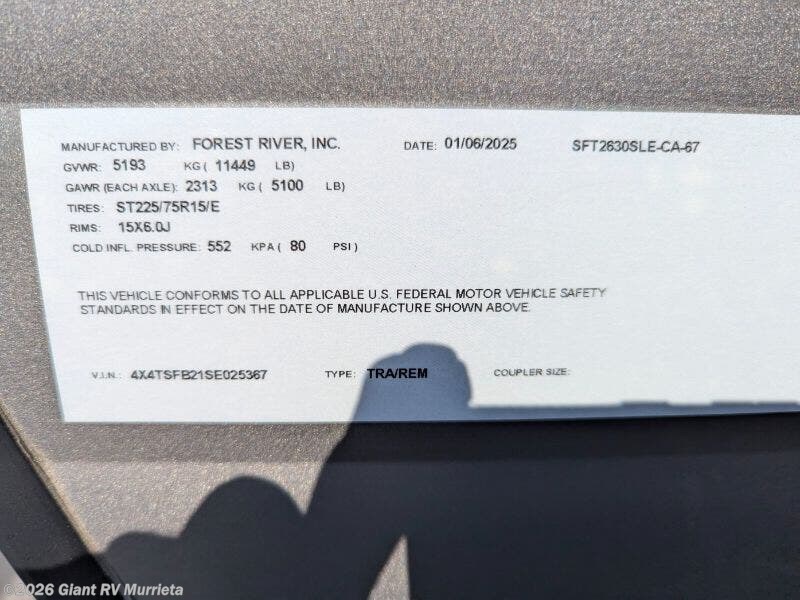 MANUFACTURED BY: FOREST RIVER, INC. DATE: 01/06/2025 SFT2630SLE-CA-67
GVWR: 5193 KG ( 11449 LB)
GAWR (EACH AXLE): 2313 KG ( 5100 LB)
TIRES: ST225/75R15/E
RIMS: 15X6.0J
COLD INFL. PRESSURE: 552 KPA ( 80 PSI )
THIS VEHICLE CONFORMS TO ALL APPLICABLE U.S. FEDERAL MOTOR VEHICLE SAFETY
STANDARDS IN EFFECT ON THE DATE OF MANUFACTURE SHOWN ABOVE.
V.I.N.: 4X4TSFB21SE025367 TYPE: TRA/REM COUPLER SIZE:
©2026 Giant RV Murrieta